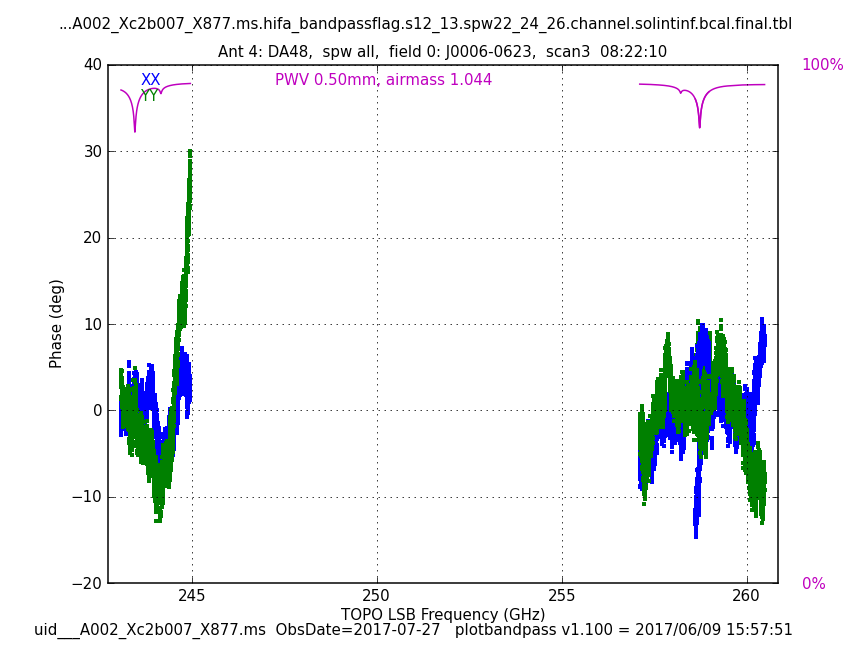 ...A002_Xc2b007_X877.ms.hifa_bandpassflag.s12_13.spw22_24_26.channel.solintinf.bcal.final.tbl
Ant 4: DA48,  spw all,  field 0: J0006-0623,  scan3  08:22:10
40
100%
XX
PWV 0.50mm, airmass 1.044
YY
30
20
10
Phase (deg)
0
−10
−20
0%
245
250
255
260
TOPO LSB Frequency (GHz)
uid___A002_Xc2b007_X877.ms  ObsDate=2017-07-27   plotbandpass v1.100 = 2017/06/09 15:57:51